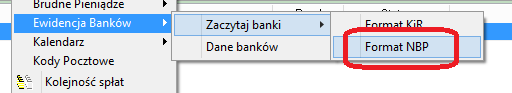 Brudne Pieniądze
Ewidencja Banków
Kalendarz
Kody Pocztowe
Kolejność spłat
Zaczytaj banki
Dane banków
Format KiR
Format NBP